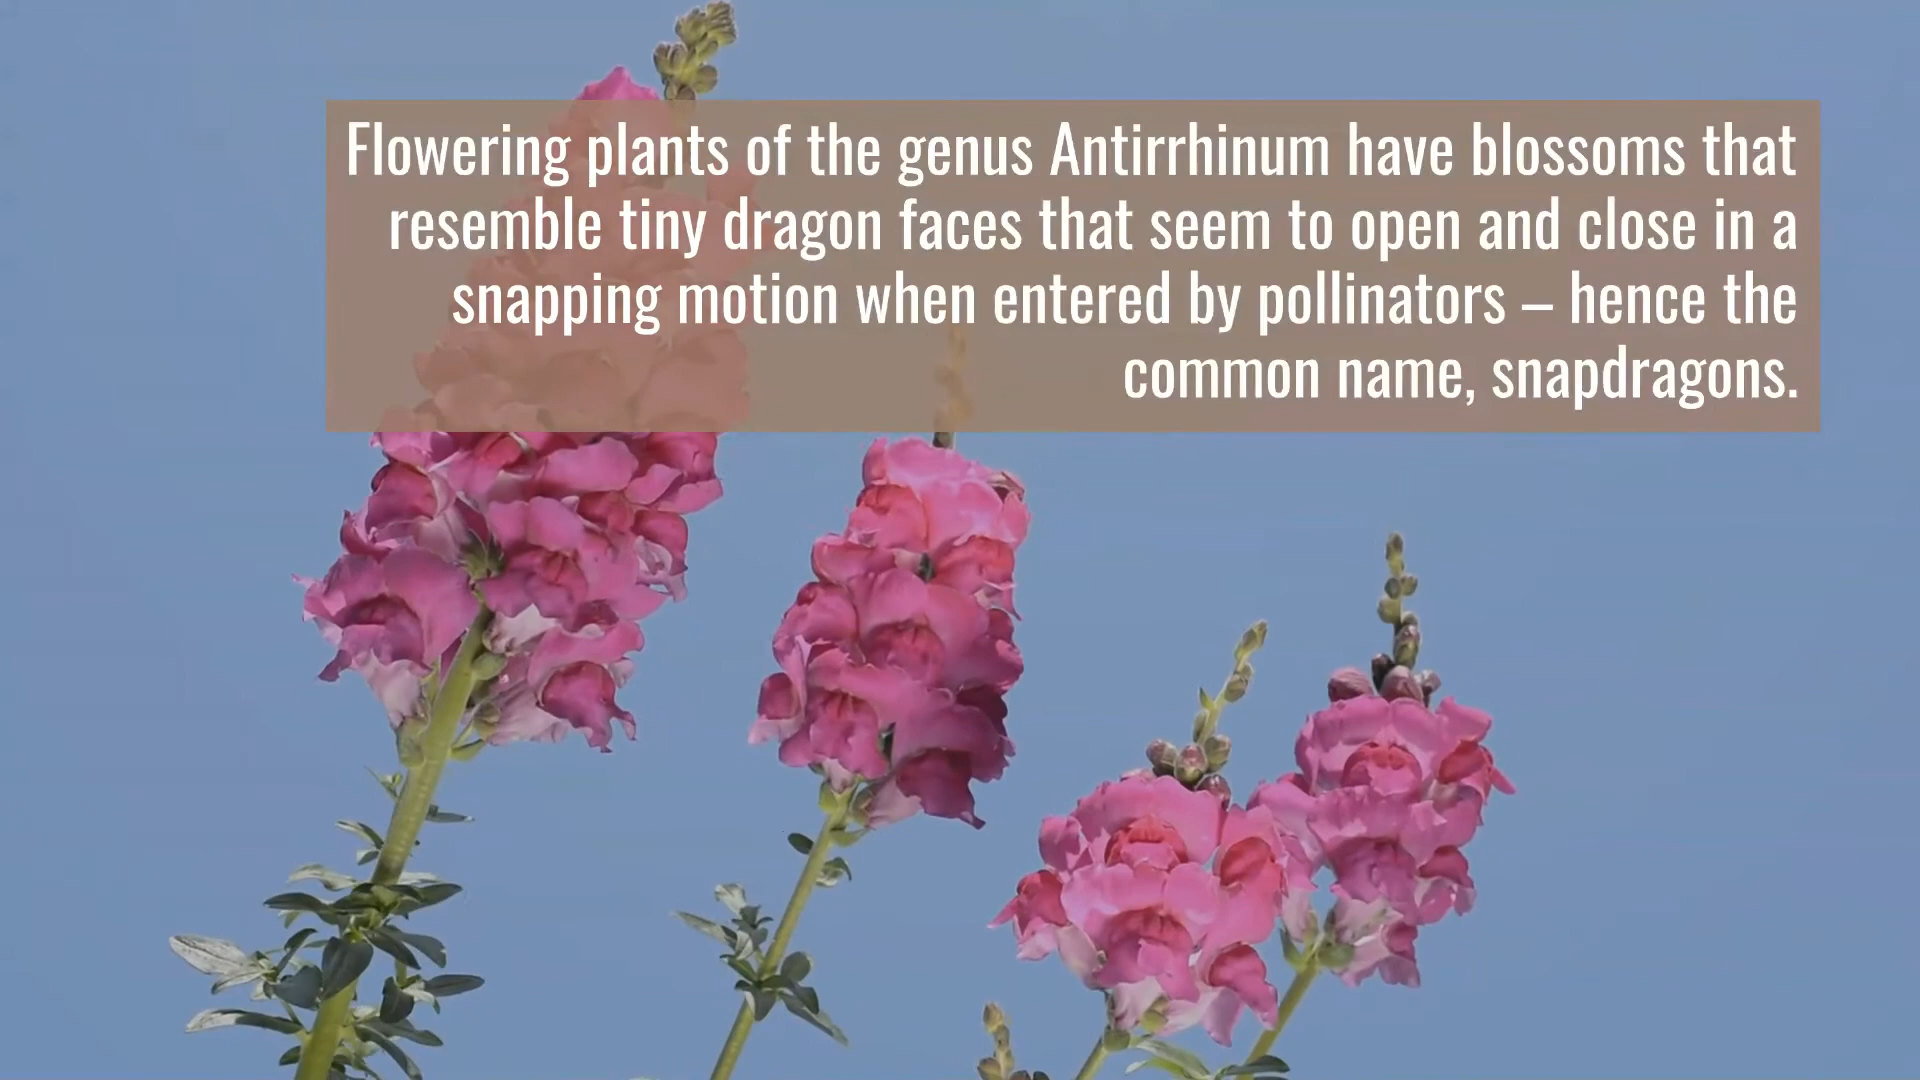 Flowering plants of the genus Antirrhinum have blossoms that
resemble tiny dragon faces that seem to open and close in a
snapping motion when entered by pollinators – hence the
common name, snapdragons.